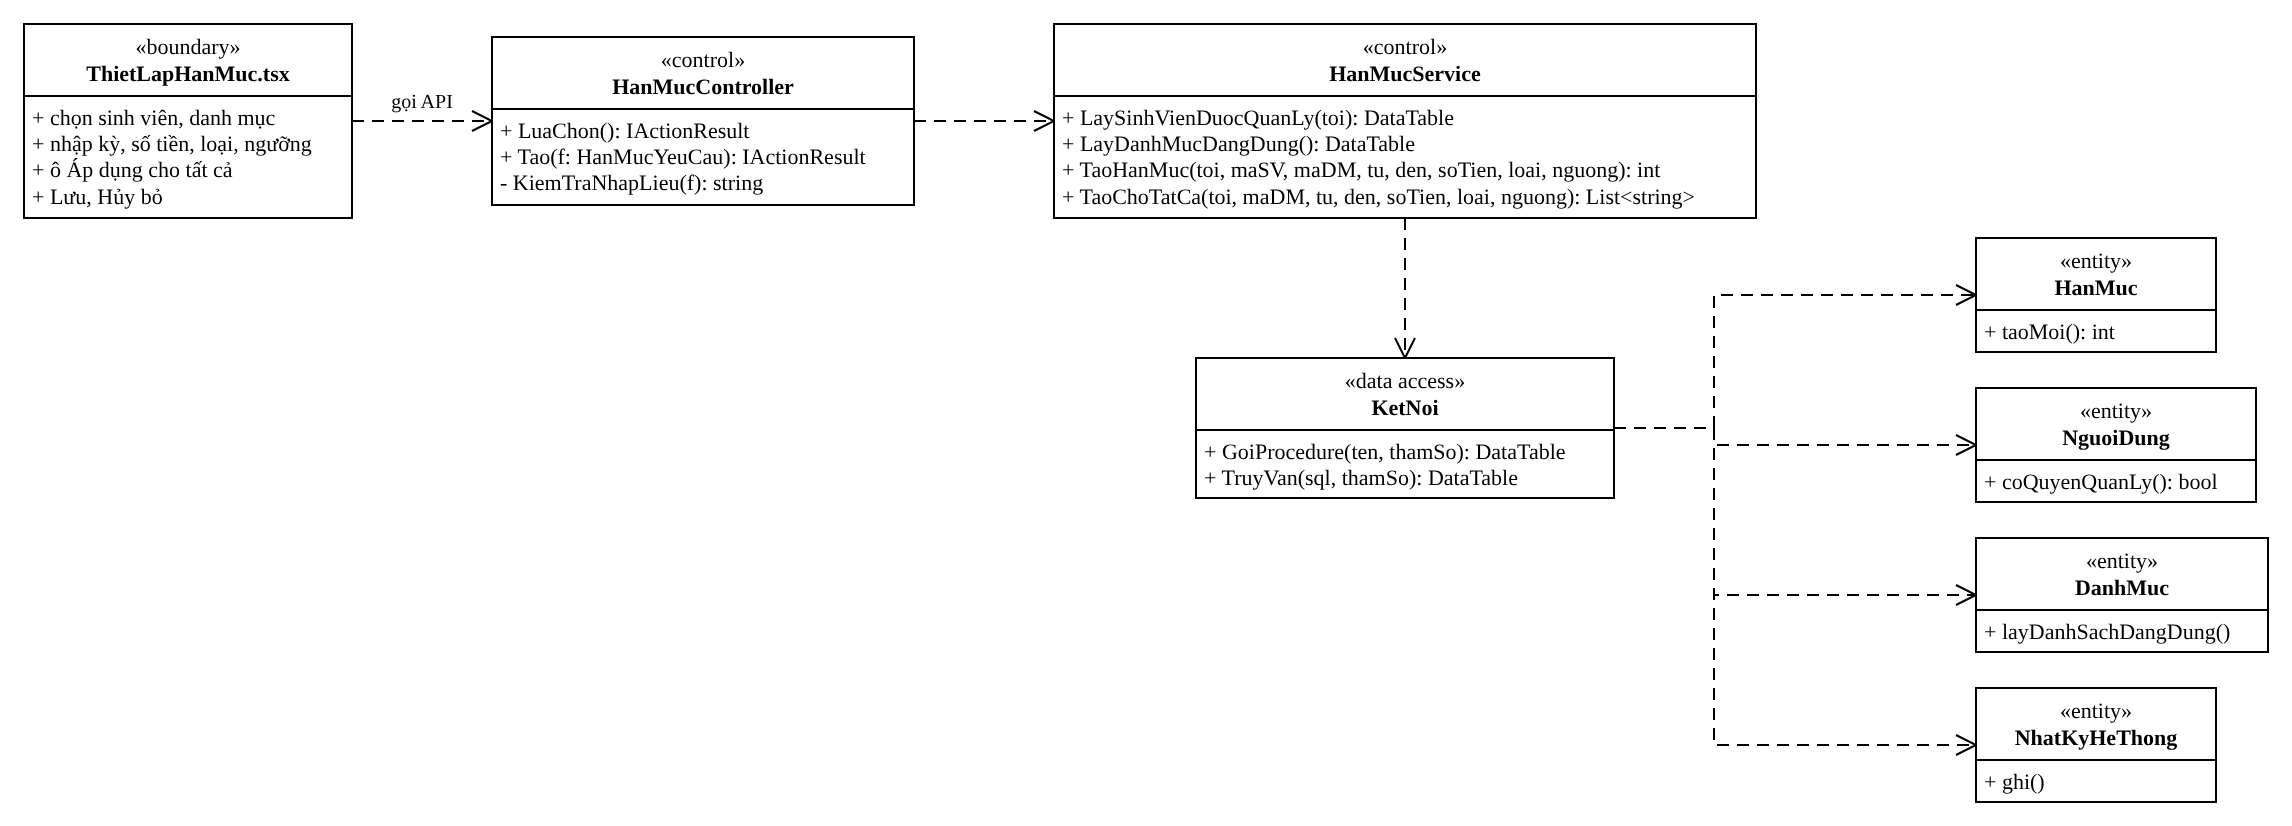 «boundary»
ThietLapHanMuc.tsx
+ chọn sinh viên, danh mục
+ nhập kỳ, số tiền, loại, ngưỡng
+ ô Áp dụng cho tất cả
+ Lưu, Hủy bỏ
gọi API
«control»
HanMucController
+ LuaChon(): IActionResult
+ Tao(f: HanMucYeuCau): IActionResult
- KiemTraNhapLieu(f): string
«control»
HanMucService
+ LaySinhVienDuocQuanLy(toi): DataTable
+ LayDanhMucDangDung(): DataTable
+ TaoHanMuc(toi, maSV, maDM, tu, den, soTien, loai, nguong): int
+ TaoChoTatCa(toi, maDM, tu, den, soTien, loai, nguong): List<string>
«data access»
KetNoi
+ GoiProcedure(ten, thamSo): DataTable
+ TruyVan(sql, thamSo): DataTable
«entity»
HanMuc
+ taoMoi(): int
«entity»
NguoiDung
+ coQuyenQuanLy(): bool
«entity»
DanhMuc
+ layDanhSachDangDung()
«entity»
NhatKyHeThong
+ ghi()